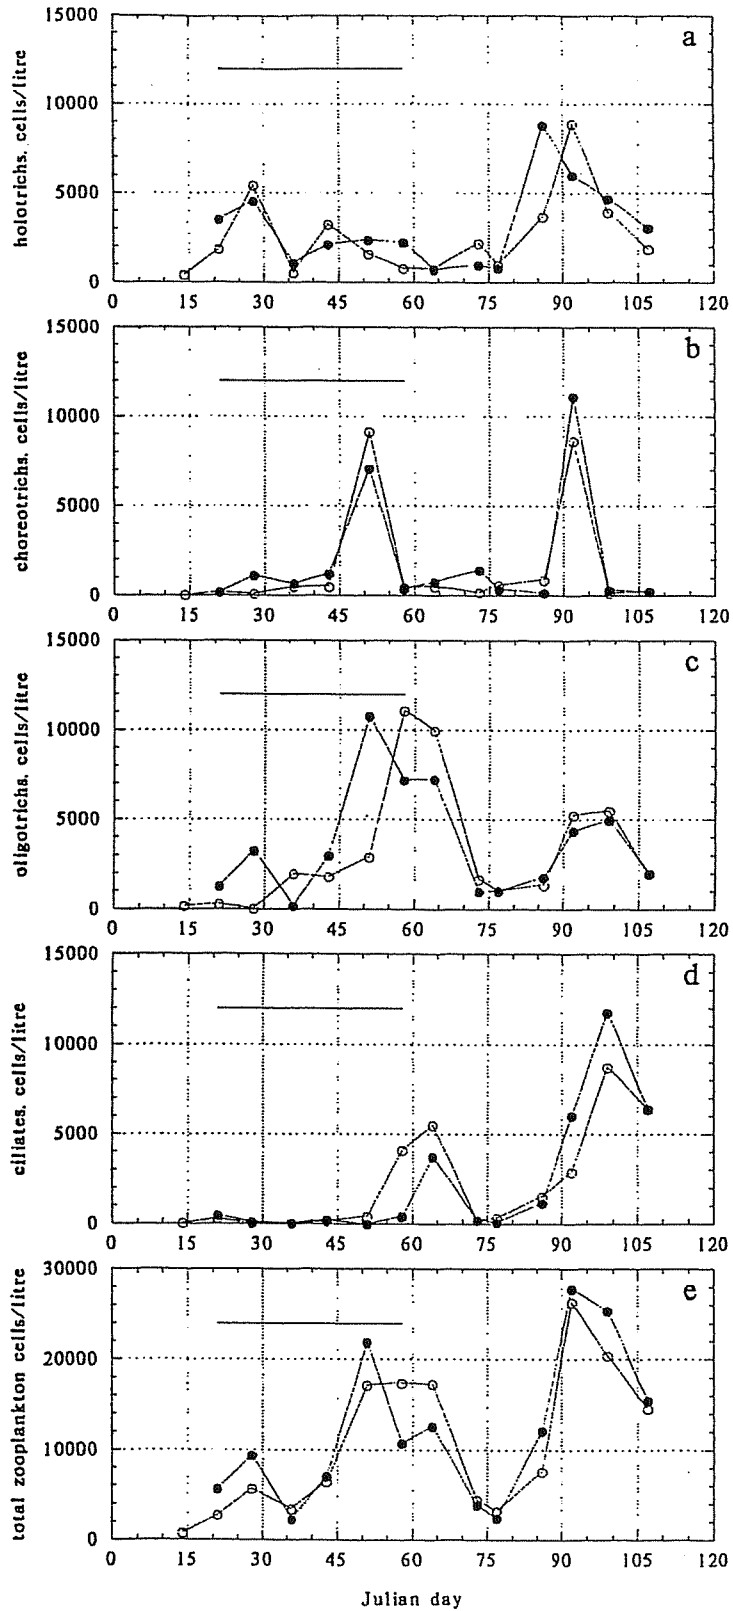 a
holotrichs. cells/litre
15000
10000
5000
0
0 15 30 45 60 75 90 105 120
b
choreotrichs. cells/litre
15000
10000
5000
0
0 15 30 45 60 75 90 105 120
c
oligotrichs. cells/litre
15000
10000
5000
0
0 15 30 45 60 75 90 105 120
d
ciliates. cells/litre
15000
10000
5000
0
0 15 30 45 60 75 90 105 120
e
total zooplankton cells/litre
30000
20000
10000
0
0 15 30 45 60 75 90 105 120
Julian day